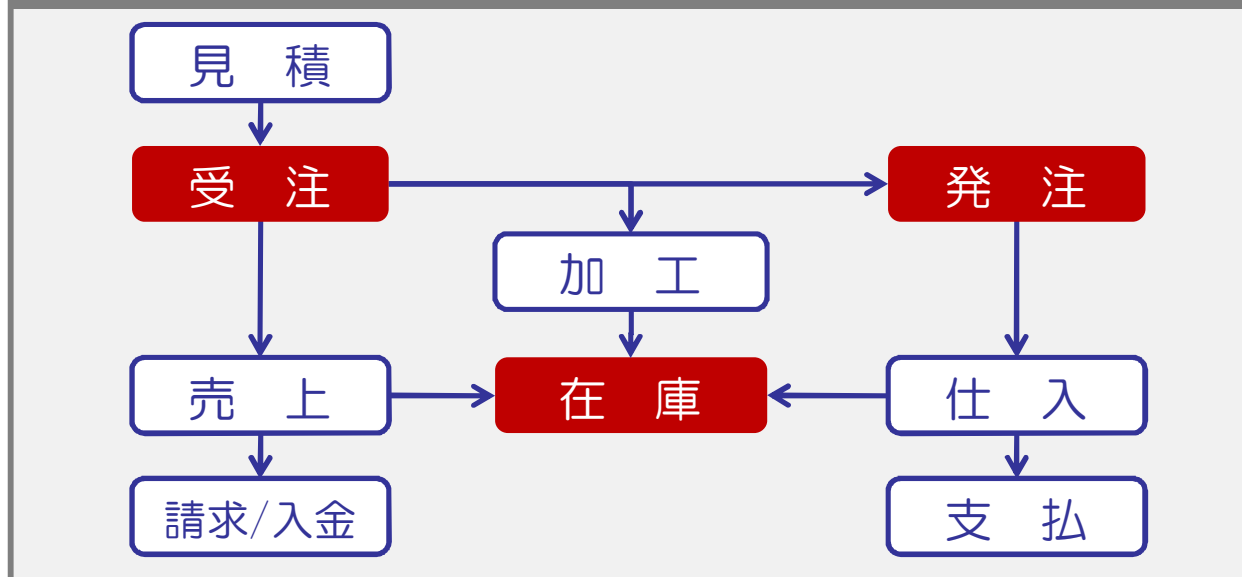 見　積
受　注
発　注
加　工
売　上
在　庫
仕　入
請求/入金
支　払